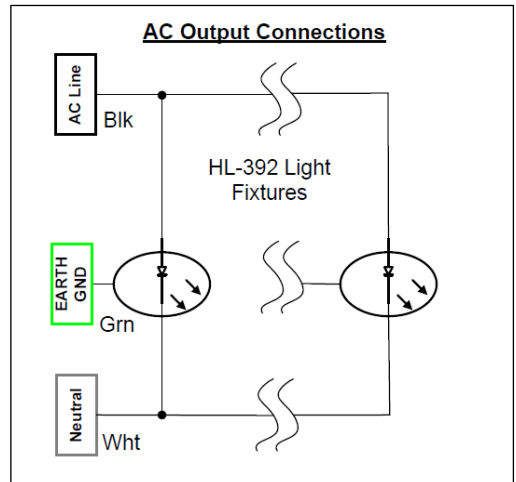 AC Output Connections
AC Line
Blk
HL-392 Light
Fixtures
EARTH
GND
Grn
Neutral
Wht